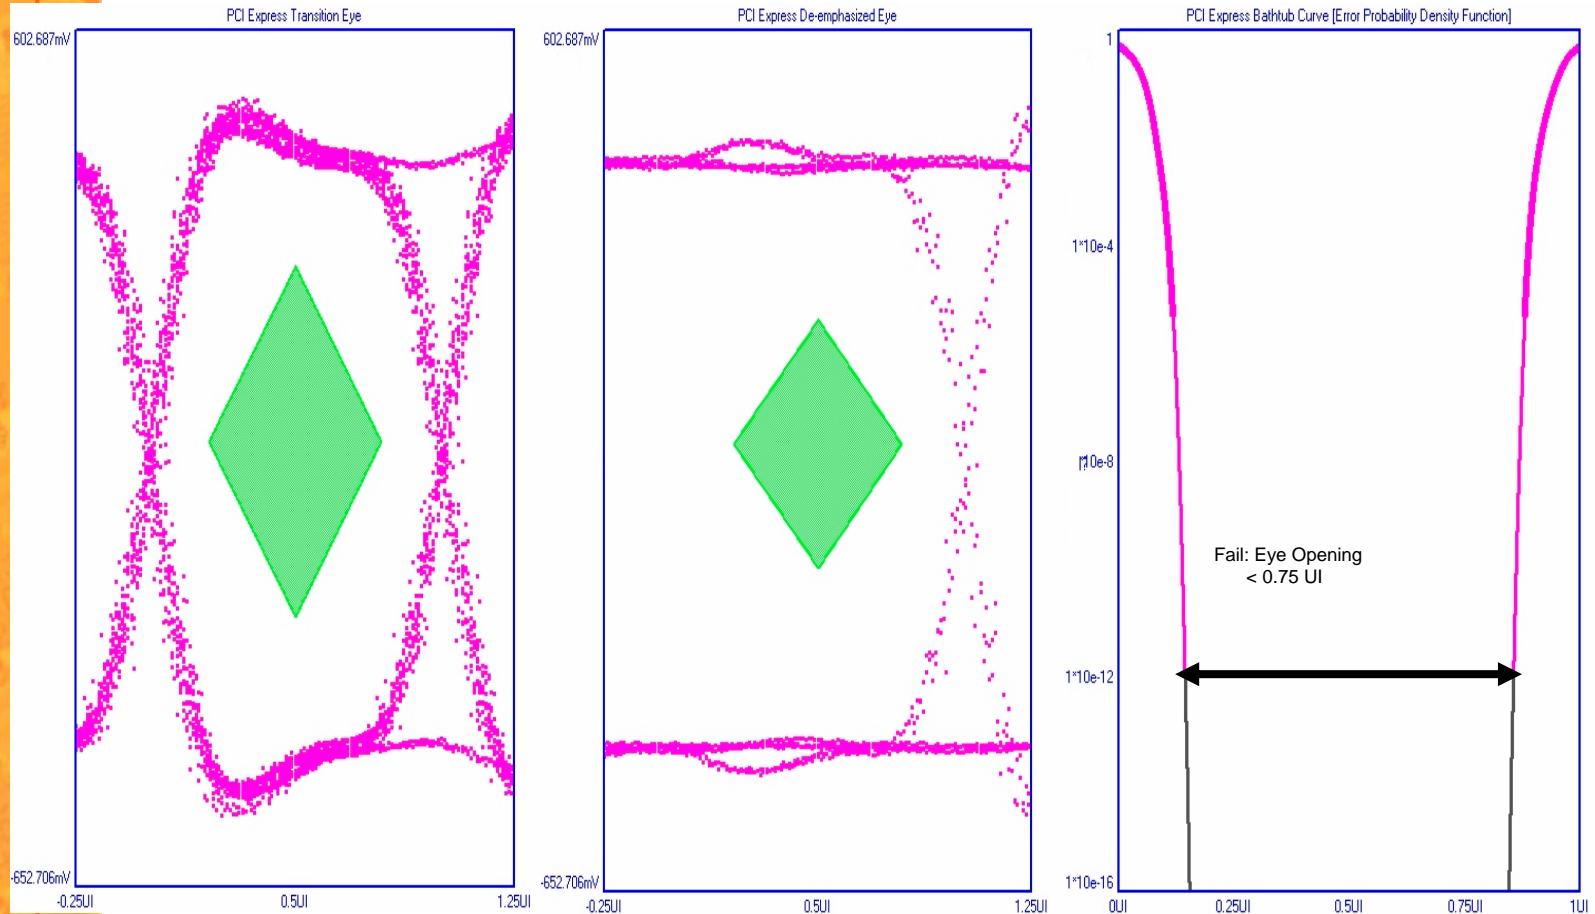 PCI Express Transition Eye
602.687mV
-652.706mV
-0.25UI
0.5UI
1.25UI
PCI Express De-emphasized Eye
602.687mV
-652.706mV
-0.25UI
0.5UI
1.25UI
PCI Express Bathtub Curve [Error Probability Density Function]
1
1*10e-4
10e-8
1*10e-12
1*10e-16
Fail: Eye Opening
< 0.75 UI
0UI
0.25UI
0.5UI
0.75UI
1UI